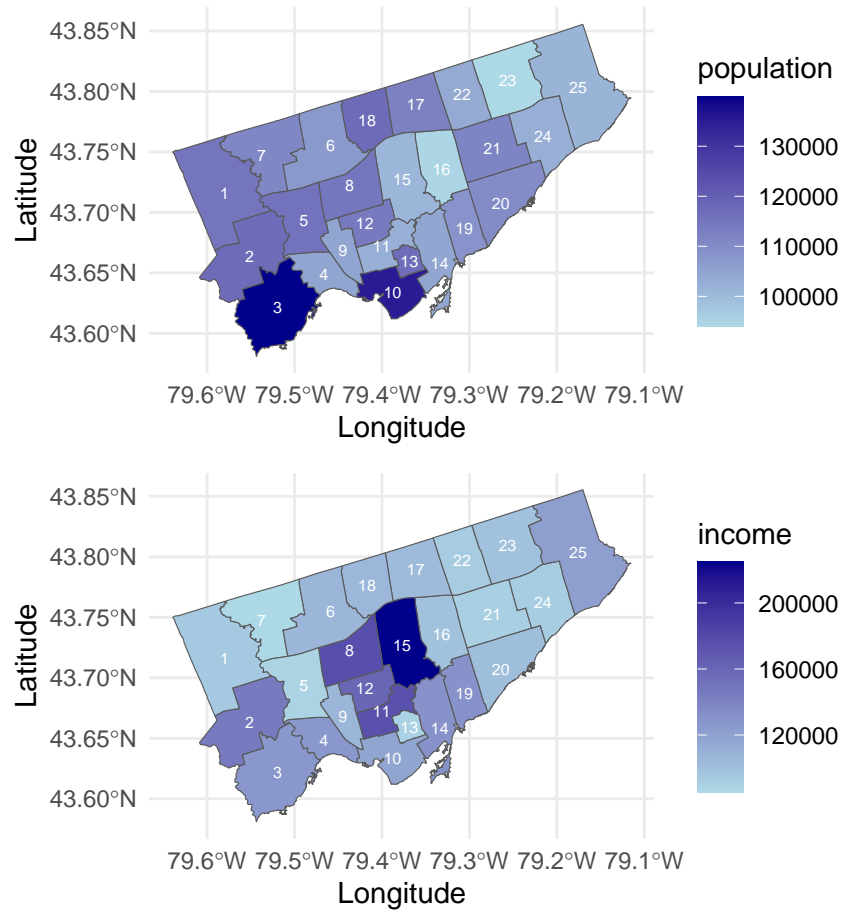 43.85°N
43.80°N
43.75°N
43.70°N
43.65°N
43.60°N
Latitude
23
22
25
17
18
24
6
21
7
16
15
8
1
20
5
12
19
9
11
2
13
14
4
10
3
79.6°W 79.5°W 79.4°W 79.3°W 79.2°W 79.1°W
Longitude
population
130000
120000
110000
100000
43.85°N
43.80°N
43.75°N
43.70°N
43.65°N
43.60°N
Latitude
23
22
25
17
18
24
6
21
7
16
15
8
1
20
5
12
19
9
11
2
13
14
4
10
3
79.6°W 79.5°W 79.4°W 79.3°W 79.2°W 79.1°W
Longitude
income
200000
160000
120000